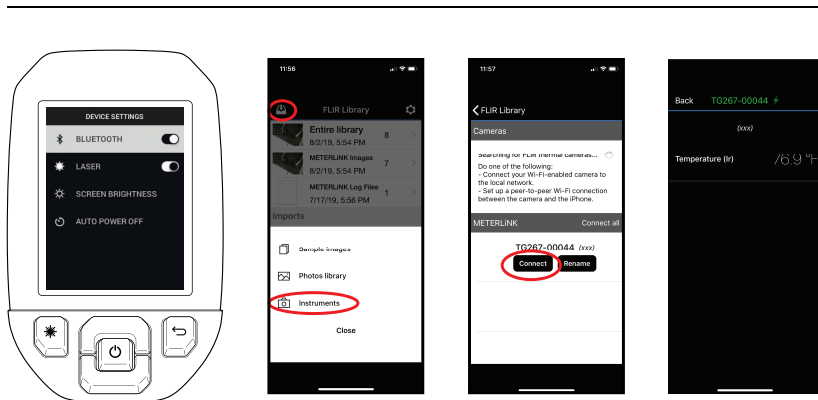 DEVICE SETTINGS
BLUETOOTH
LASER
SCREEN BRIGHTNESS
AUTO POWER OFF
11:56
FLIR Library
Entire library
8/2/19, 5:54 PM
8
METERLiNK Images
8/2/19, 5:54 PM
7
METERLiNK Log Files
7/17/19, 5:56 PM
1
Imports
Sample images
Photos library
Instruments
Close
11:57
FLIR Library
Cameras
Searching for FLIR thermal cameras...
Do one of the following:
- Connect your Wi-Fi-enabled camera to
the local network.
- Set up a peer-to-peer Wi-Fi connection
between the camera and the iPhone.
METERLiNK Connect all
TG267-00044 (xxx)
Connect Rename
Back TG267-00044
(xxx)
Temperature (Ir) 76.9 °F